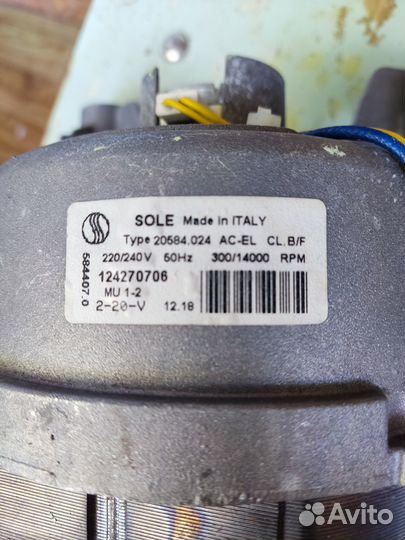 SOLE Made in ITALY
Type 20584.024 AC-EL CL.B/F
220/240V 50Hz 300/14000 RPM
124270706
MU 1-2
2-20-V 12.18
584407.0
Avito